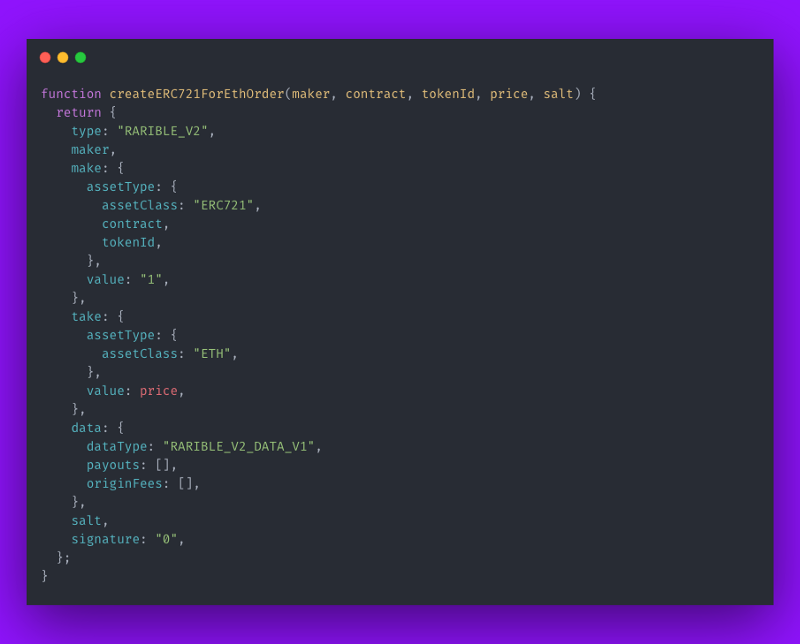 function createERC721ForEthOrder(maker, contract, tokenId, price, salt) {
  return {
    type: "RARIBLE_V2",
    maker,
    make: {
      assetType: {
        assetClass: "ERC721",
        contract,
        tokenId,
      },
      value: "1",
    },
    take: {
      assetType: {
        assetClass: "ETH",
      },
      value: price,
    },
    data: {
      dataType: "RARIBLE_V2_DATA_V1",
      payouts: [],
      originFees: [],
    },
    salt,
    signature: "0",
  };
}